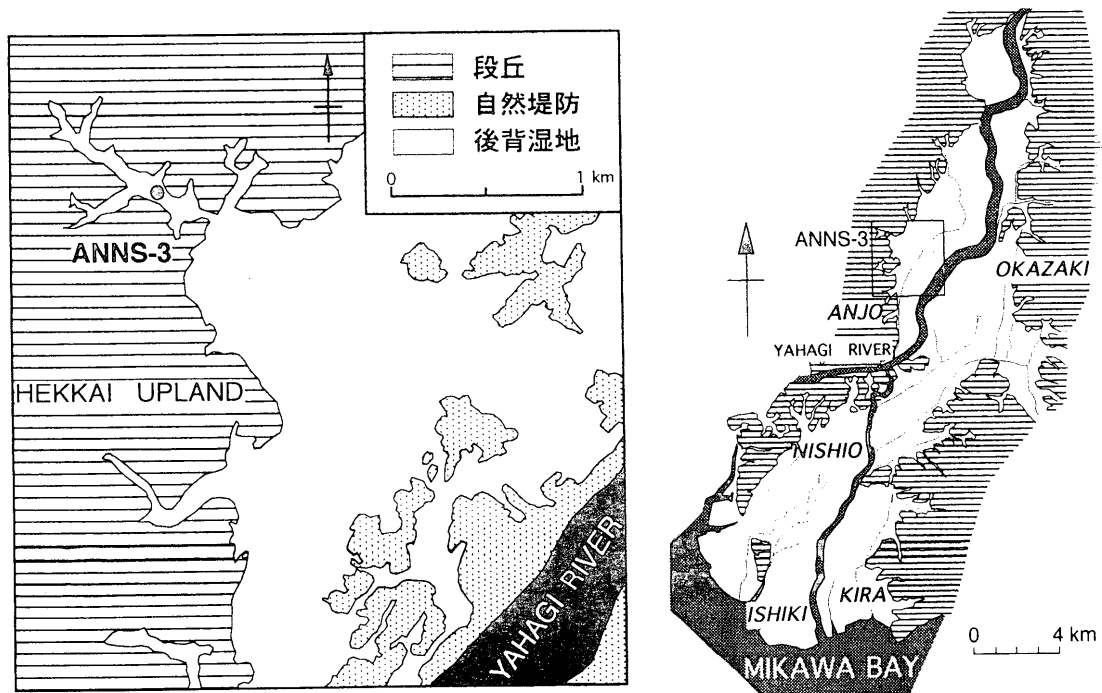 段丘
自然堤防
後背湿地
0 1 km
ANNS-3
HEKKAI UPLAND
YAHAGI RIVER
ANNS-3
OKAZAKI
ANJO
YAHAGI RIVER
NISHIO
KIRA
ISHIKI
0 4 km
MIKAWA BAY